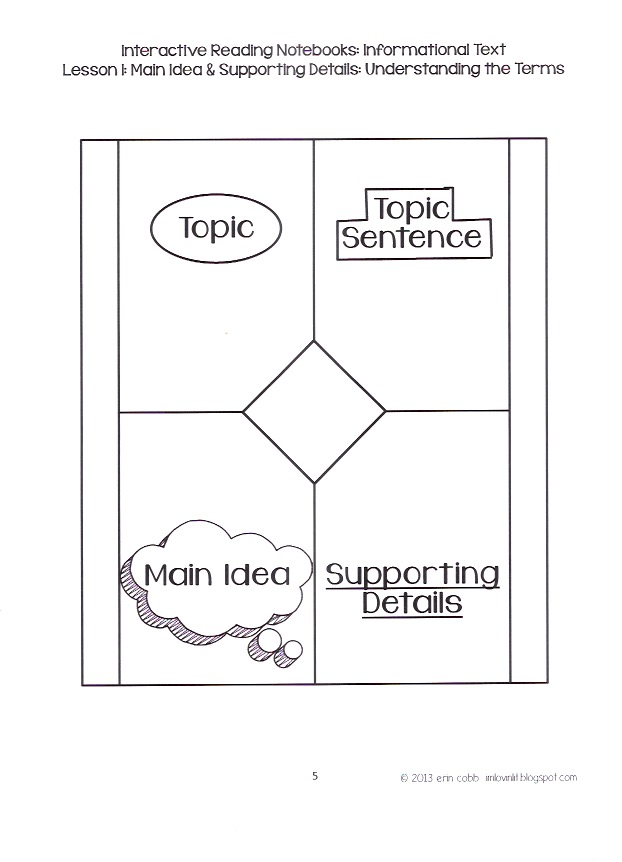 Interactive Reading Notebooks: Informational Text
Lesson 1: Main Idea & Supporting Details: Understanding the Terms
Topic
Topic
Sentence
Main Idea
Supporting
Details
5
© 2013 erin cobb imlovinlit.blogspot.com